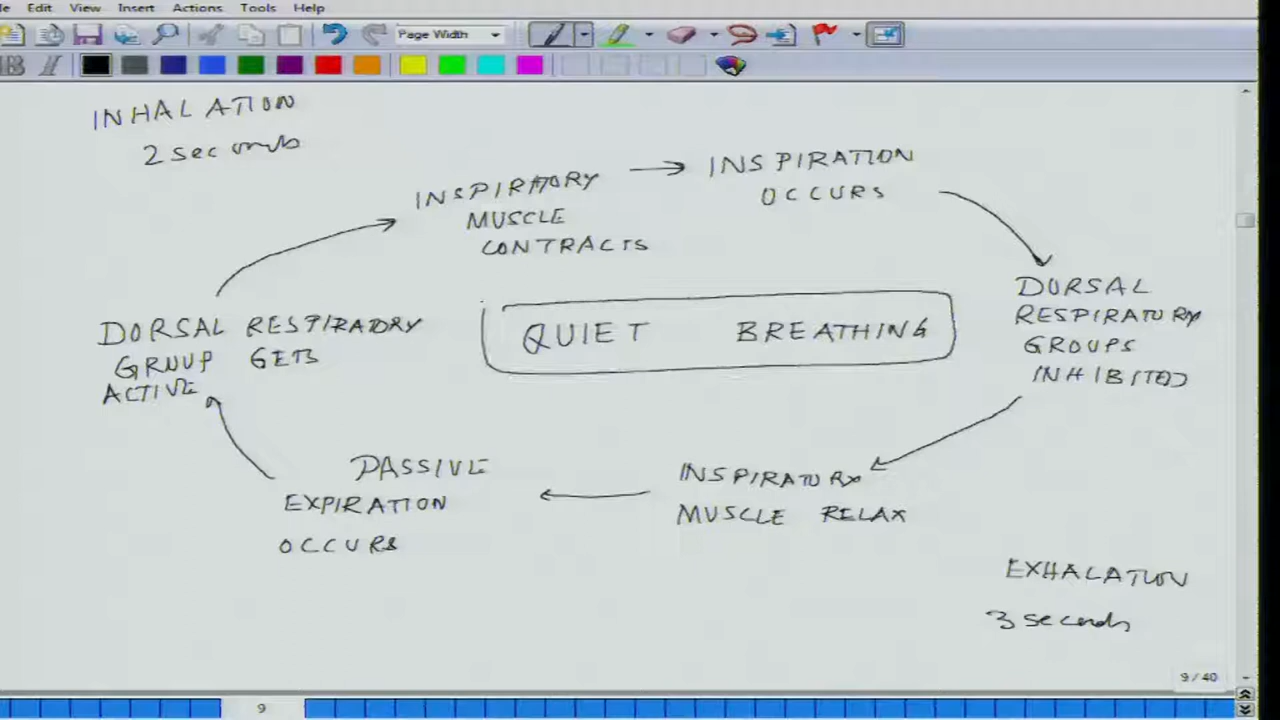 Edit View Insert Actions Tools Help
Page Width
INHALATION
2 seconds
INSPIRATORY
MUSCLE
CONTRACTS
INSPIRATION
OCCURS
DORSAL
RESPIRATORY
GROUPS
INHIBITED
QUIET BREATHING
DORSAL RESPIRATORY
GROUP GETS
ACTIVE
PASSIVE
EXPIRATION
OCCURS
INSPIRATORY
MUSCLE RELAX
EXHALATION
3 seconds
9 / 40
9